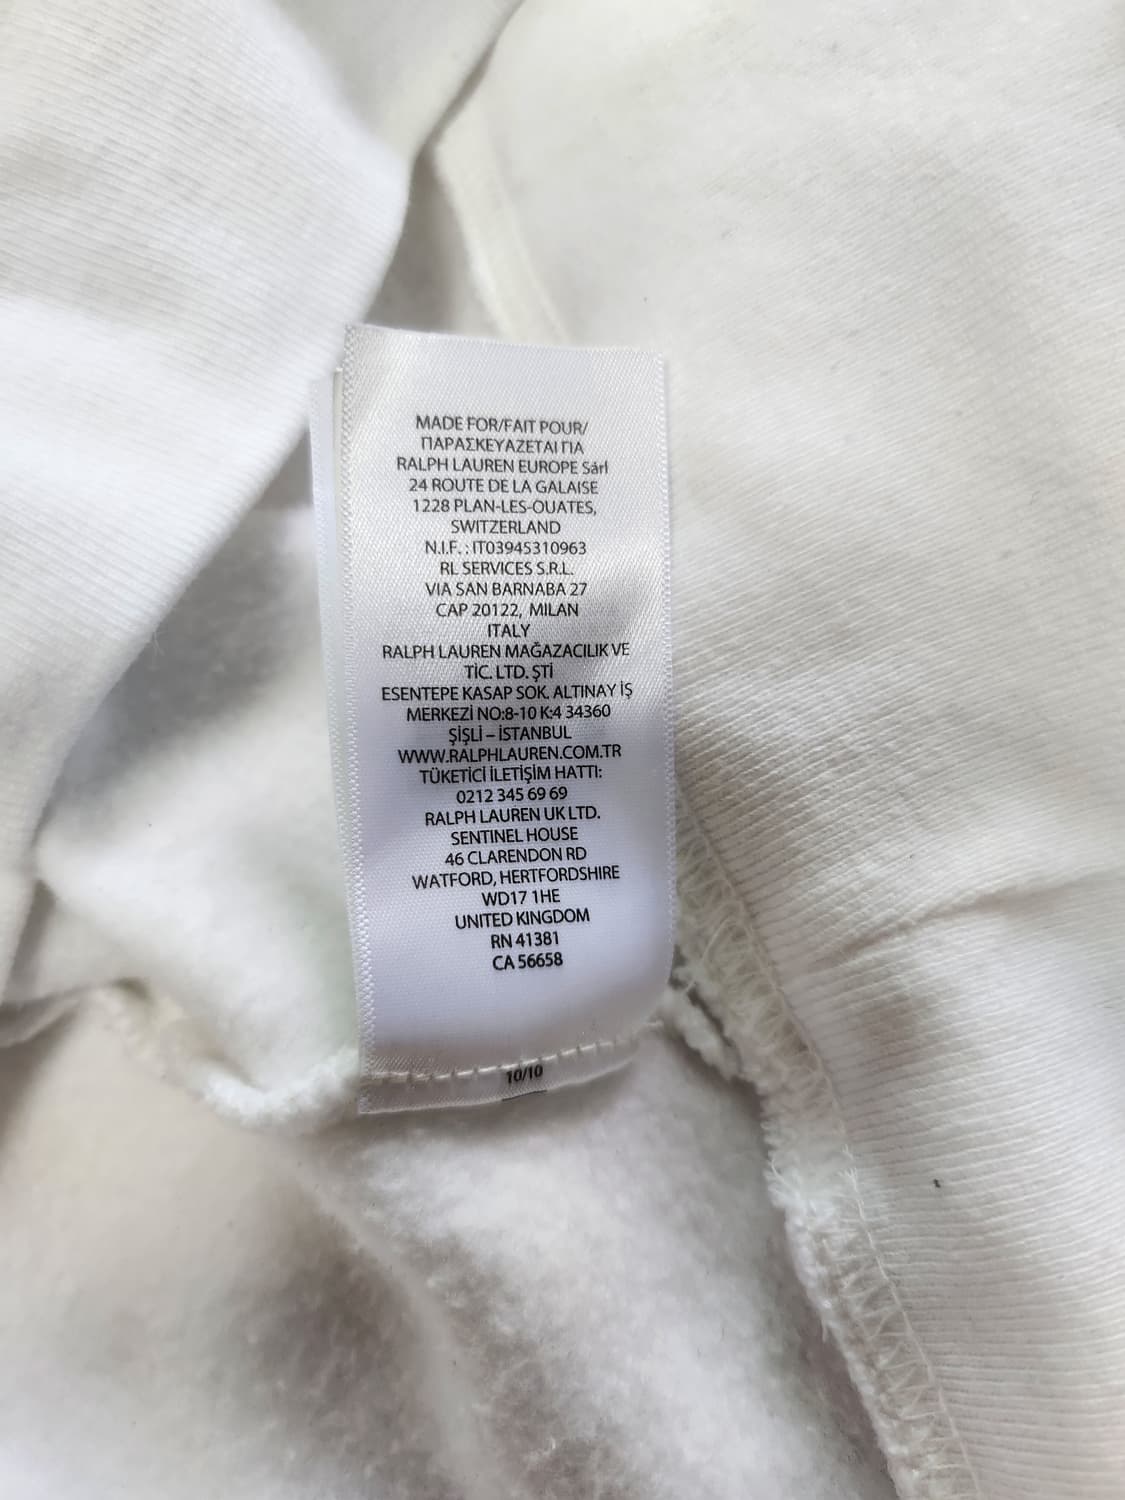 MADE FOR/FAIT POUR/
ΠΑΡΑΣΚΕΥΑΖΕΤΑΙ ΓΙΑ
RALPH LAUREN EUROPE Sárl
24 ROUTE DE LA GALAISE
1228 PLAN-LES-OUATES,
SWITZERLAND
N.I.F. : IT03945310963
RL SERVICES S.R.L.
VIA SAN BARNABA 27
CAP 20122, MILAN
ITALY
RALPH LAUREN MAĞAZACILIK VE
TİC. LTD. ŞTİ
ESENTEPE KASAP SOK. ALTINAY İŞ
MERKEZİ NO:8-10 K:4 34360
ŞİŞLİ – İSTANBUL
WWW.RALPHLAUREN.COM.TR
TÜKETİCİ İLETİŞİM HATTI:
0212 345 69 69
RALPH LAUREN UK LTD.
SENTINEL HOUSE
46 CLARENDON RD
WATFORD, HERTFORDSHIRE
WD17 1HE
UNITED KINGDOM
RN 41381
CA 56658
10/10